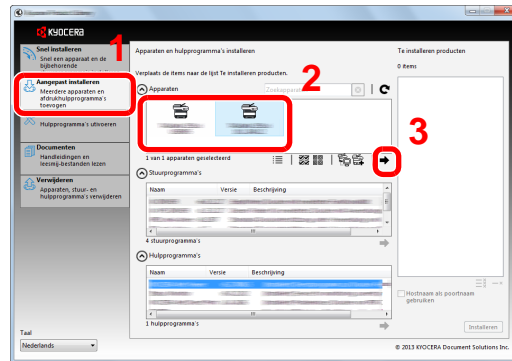 KYOCERA
1
Snel installeren
Snel een apparaat en de
bijbehorende
Aangepast installeren
Meerdere apparaten en
afdrukhulpprogramma's
toevoegen
Hulpprogramma's uitvoeren
Documenten
Handleidingen en
leesmij-bestanden lezen
Verwijderen
Apparaten, stuur- en
hulpprogramma's verwijderen
Taal
Nederlands
Apparaten en hulpprogramma's installeren
Verplaats de items naar de lijst Te installeren producten.
Apparaten
2
1 van 1 apparaten geselecteerd
3
Stuurprogramma's
Naam Versie Beschrijving
4 stuurprogramma's
Hulpprogramma's
Naam Versie Beschrijving
1 hulpprogramma's
Te installeren producten
0 items
Hostnaam als poortnaam
gebruiken
Installeren
© 2013 KYOCERA Document Solutions Inc.